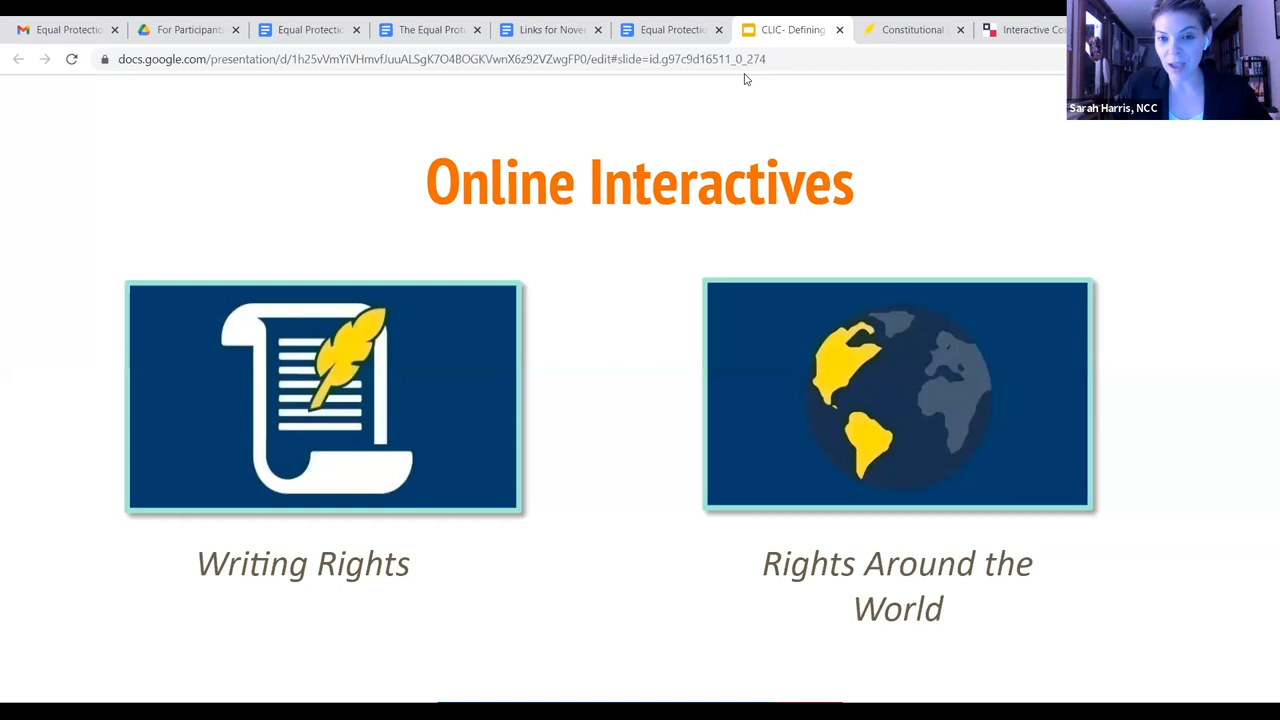 Equal Protectio
For Participant
Equal Protectio
The Equal Prot
Links for Nover
Equal Protectio
CLIC- Defining
Constitutional
Interactive Co
docs.google.com/presentation/d/1h25vVmYiVHmvfJuuALSgK7O4BOGKVwnX6z92VZwgFP0/edit#slide=id.g97c9d16511_0_274
Sarah Harris, NCC
Online Interactives
Writing Rights
Rights Around the
World